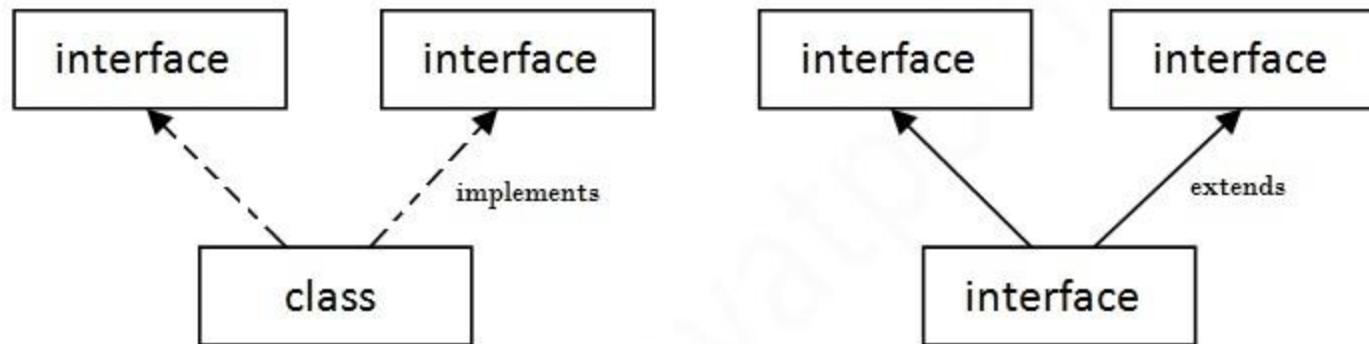 interface interface interface interface
implements extends
class interface